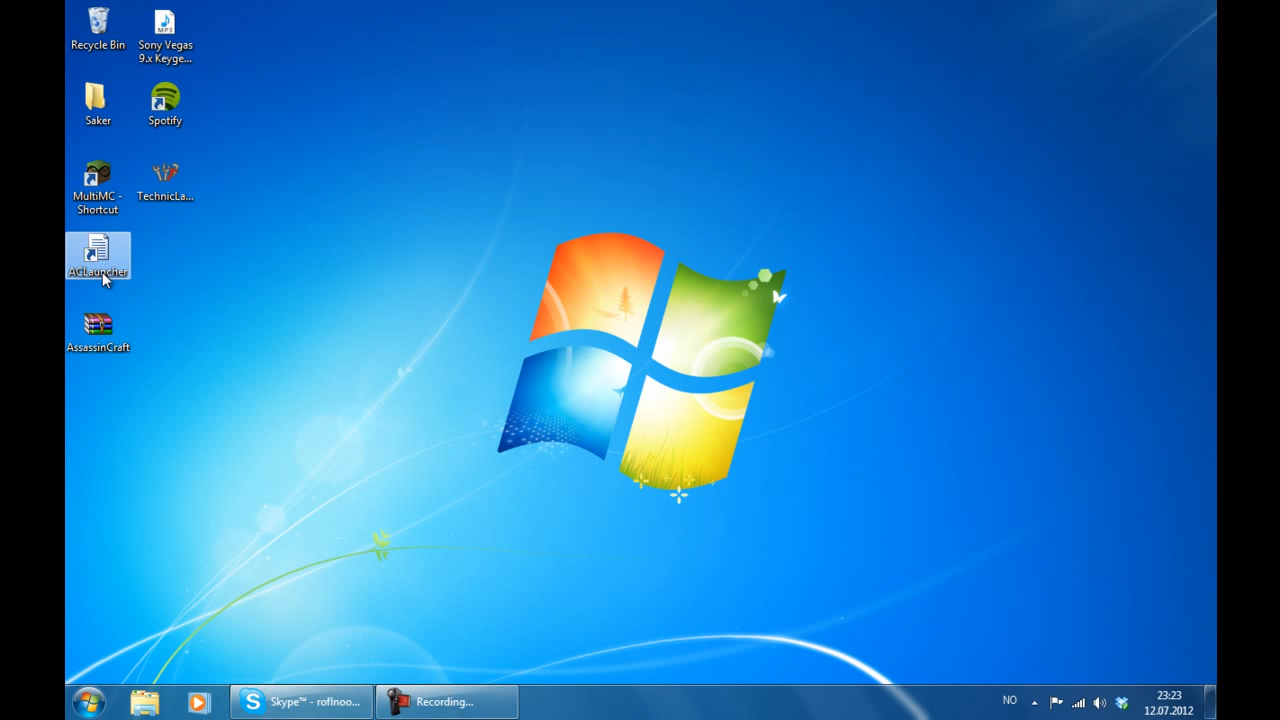 Recycle Bin
Sony Vegas
9.x Keyge...
MP3
Saker
Spotify
MultiMC -
Shortcut
TechnicLa...
ACLauncher
AssassinCraft
Skype™ - roflnoo...
Recording...
NO
23:23
12.07.2012